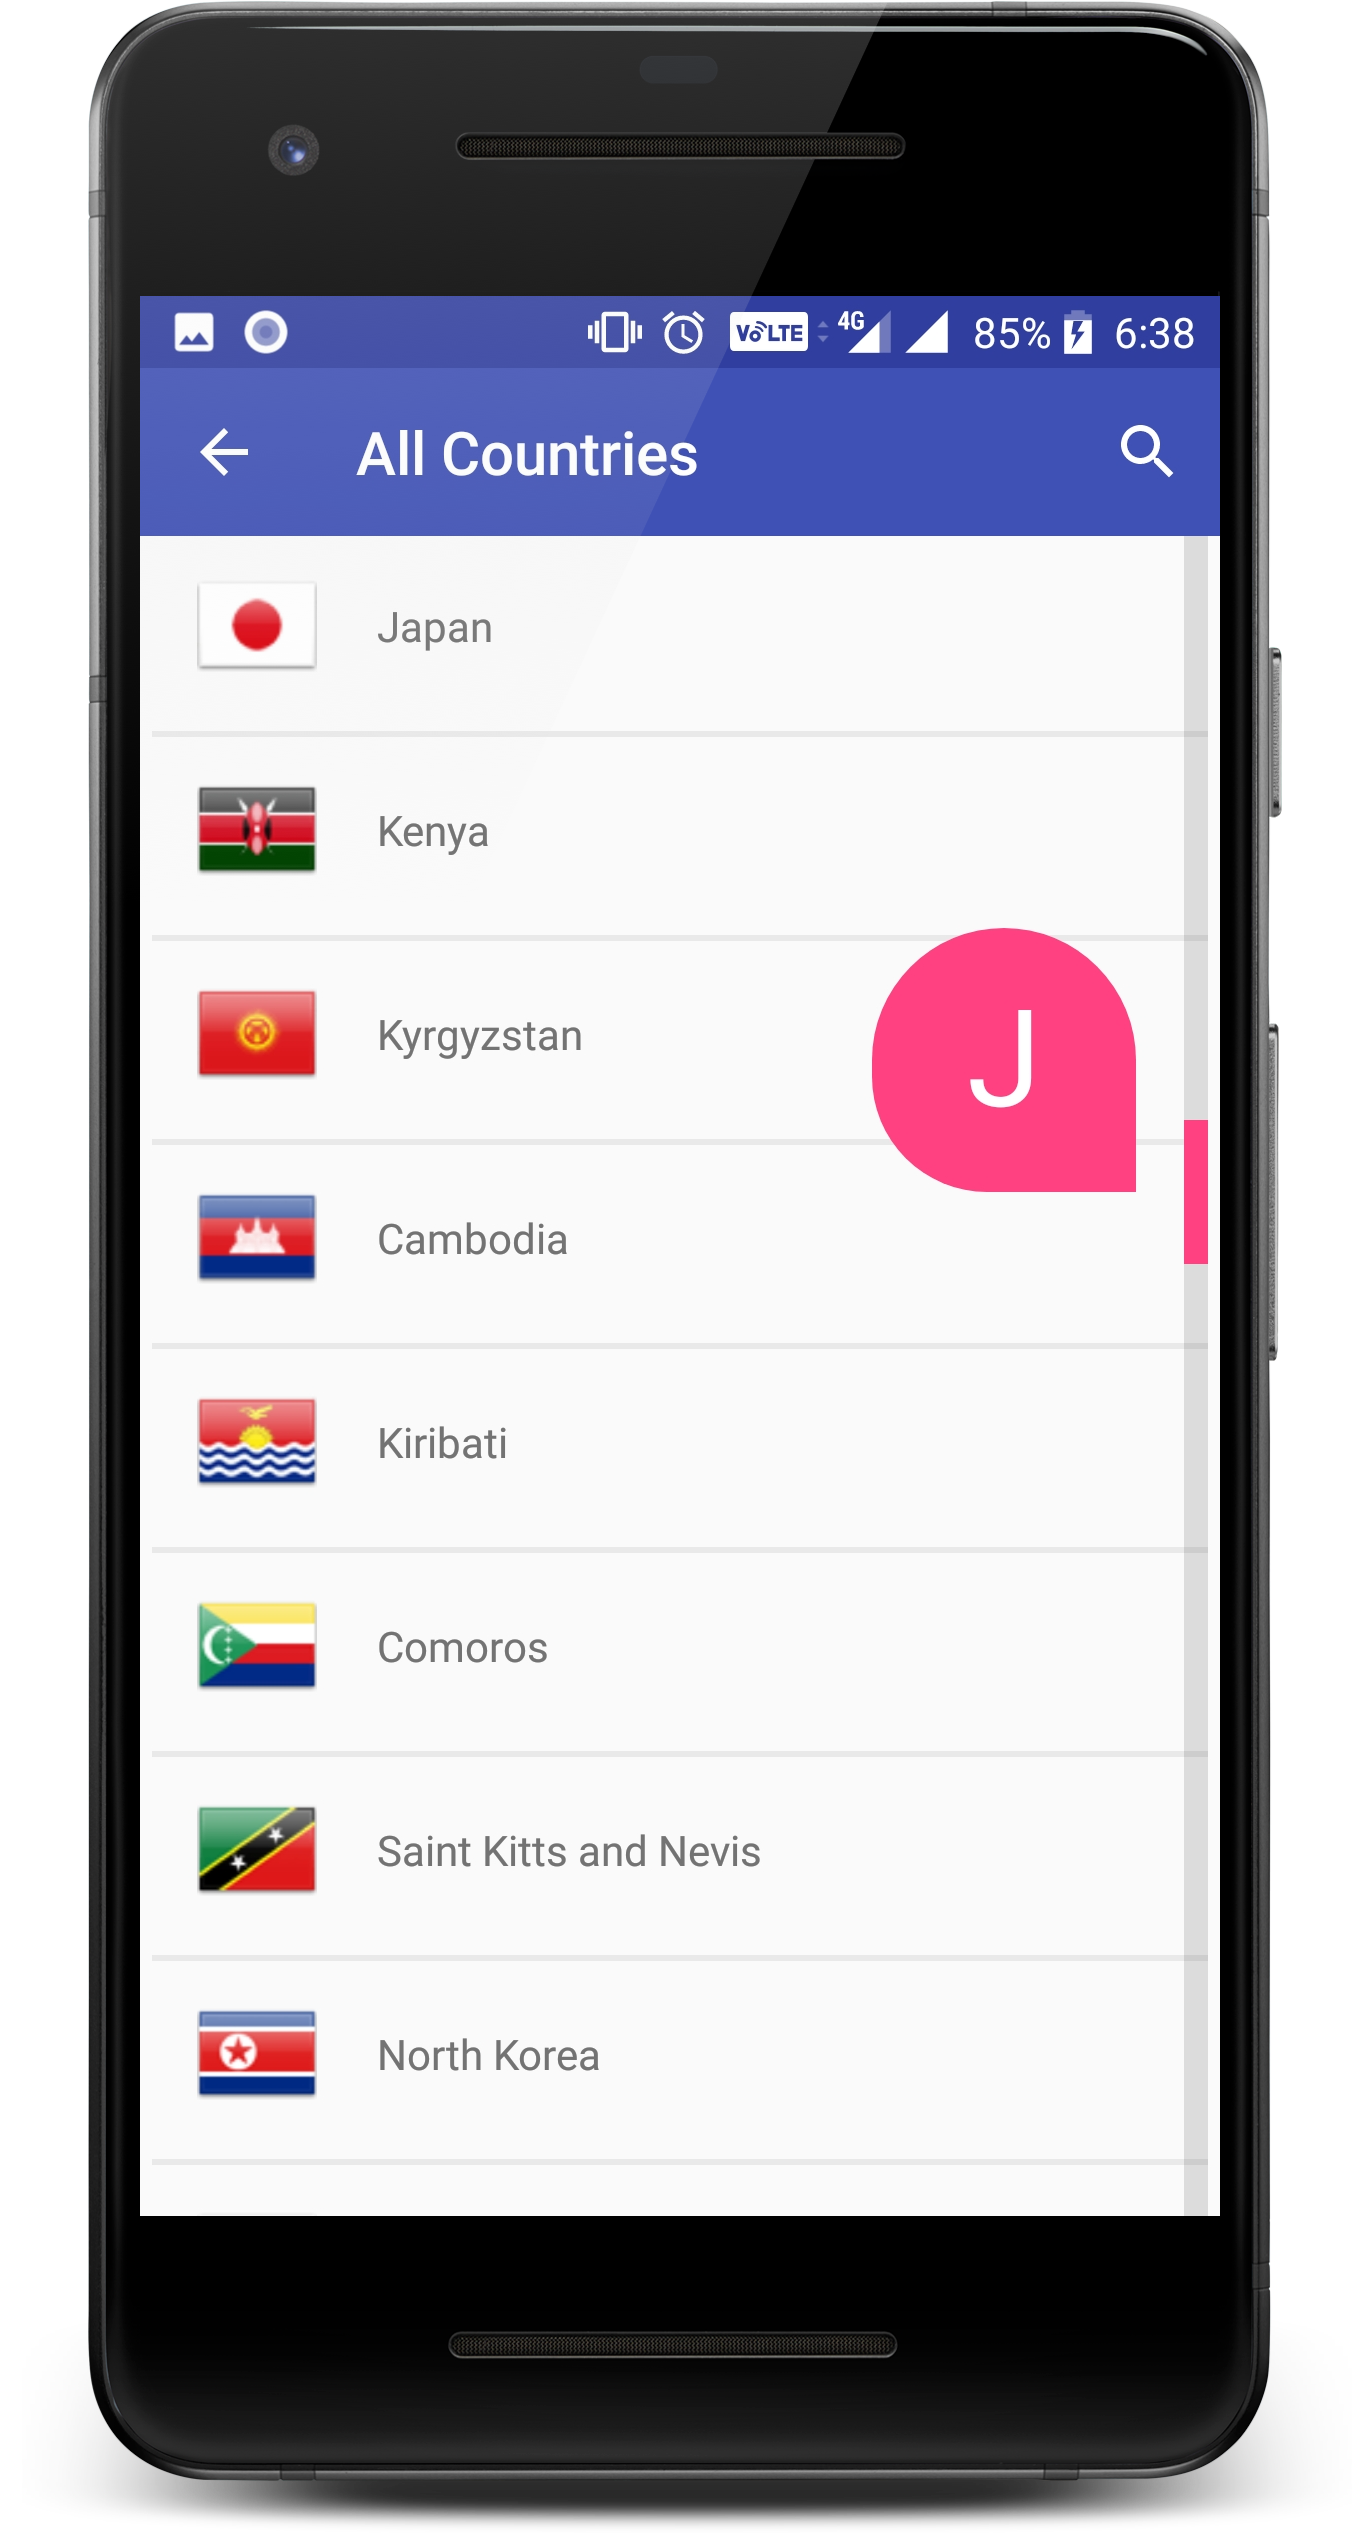 VoLTE 4G 85% 6:38
All Countries
Japan
Kenya
Kyrgyzstan
J
Cambodia
Kiribati
Comoros
Saint Kitts and Nevis
North Korea